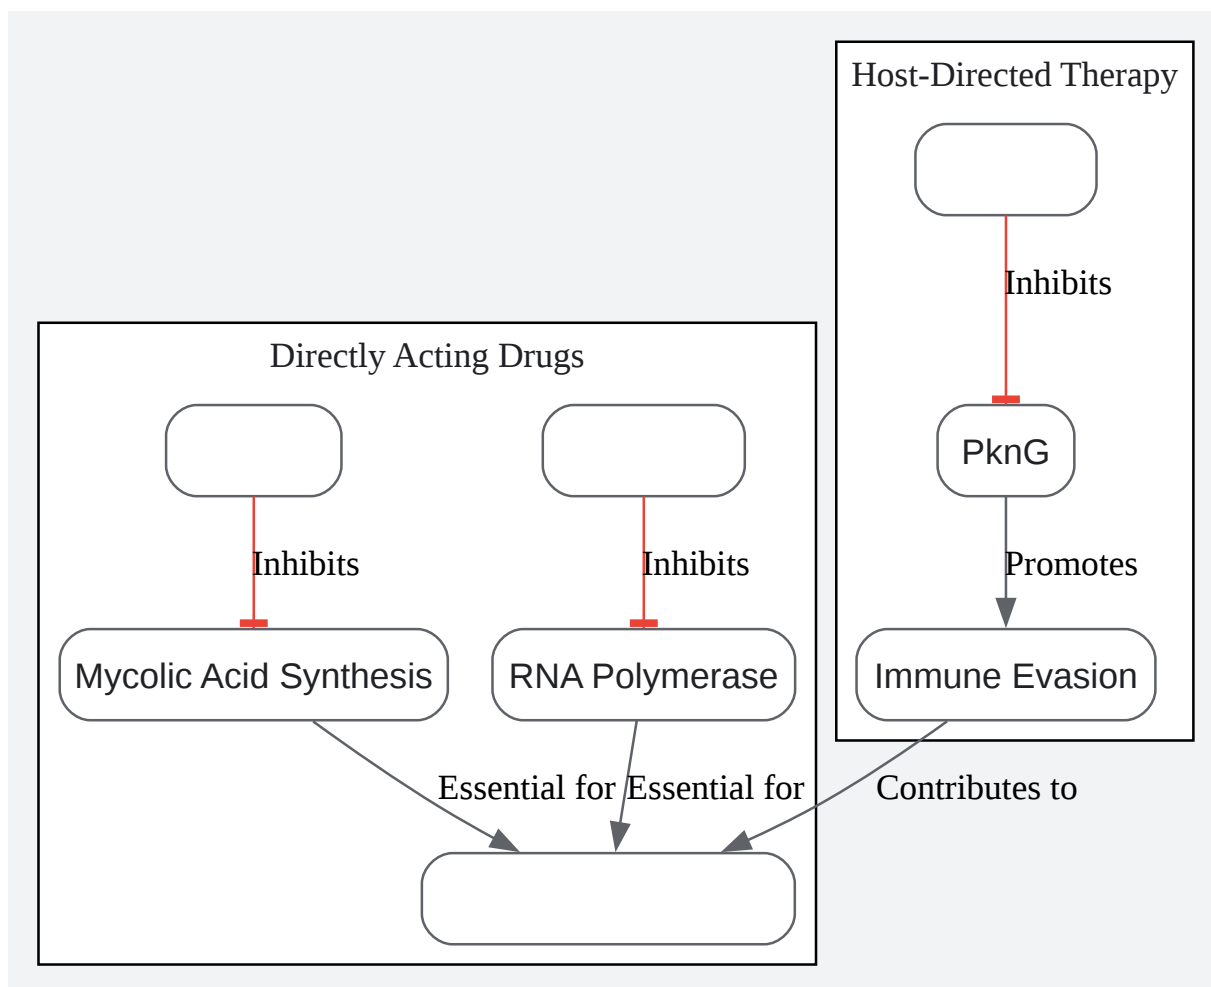 Host-Directed Therapy
Inhibits
Directly Acting Drugs
PknG
Inhibits
Inhibits
Promotes
Mycolic Acid Synthesis
RNA Polymerase
Immune Evasion
Essential for
Essential for
Contributes to